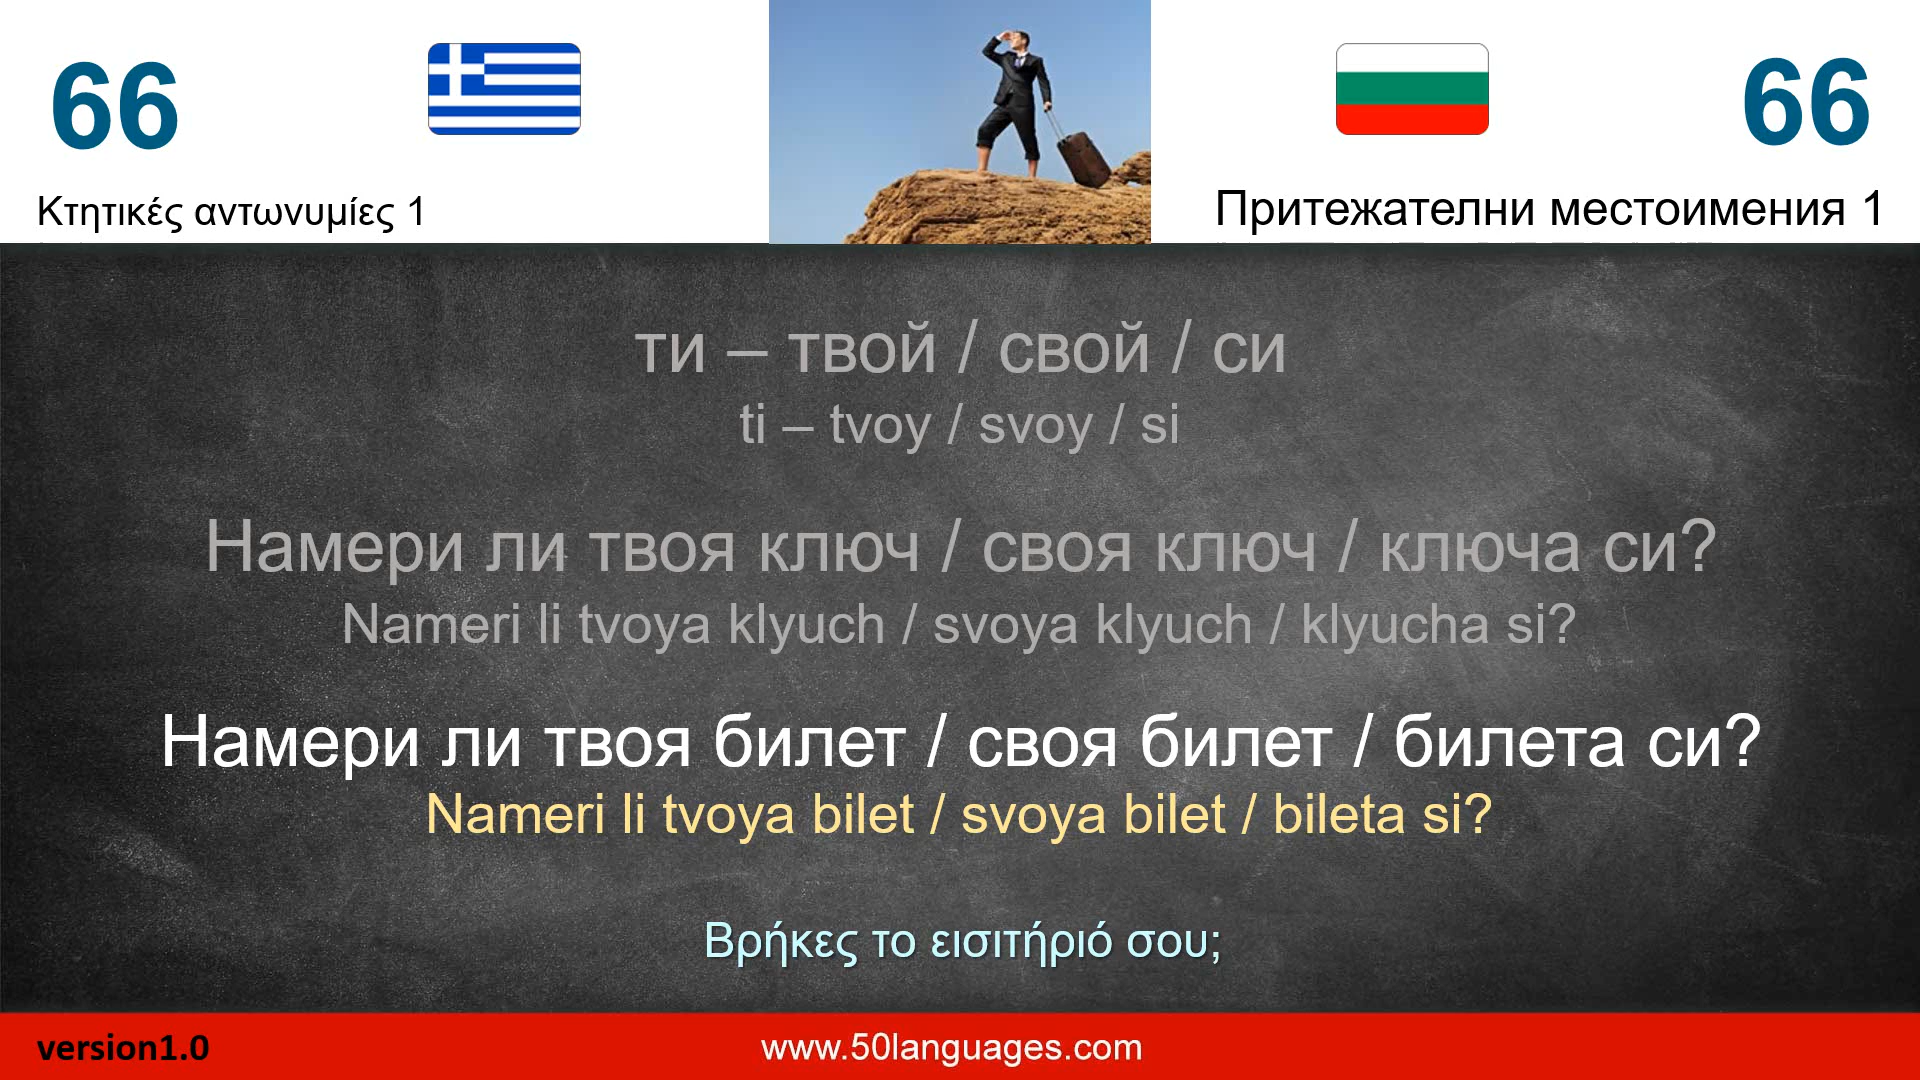 66
66
Κτητικές αντωνυμίες 1
Притежателни местоимения 1
ти – твой / свой / си
ti – tvoy / svoy / si
Намери ли твоя ключ / своя ключ / ключа си?
Nameri li tvoya klyuch / svoya klyuch / klyucha si?
Намери ли твоя билет / своя билет / билета си?
Nameri li tvoya bilet / svoya bilet / bileta si?
Βρήκες το εισιτήριό σου;
version1.0
www.50languages.com